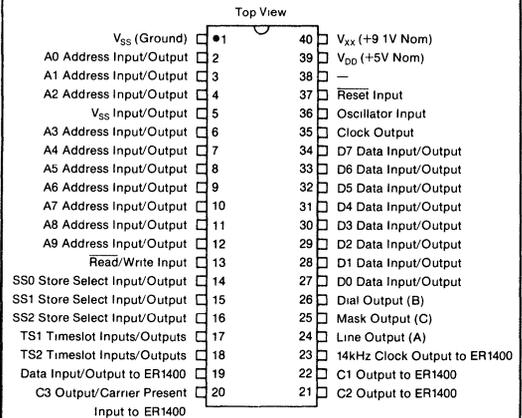 Top View
V_SS (Ground) 1 40 V_XX (+9 1V Nom)
A0 Address Input/Output 2 39 V_DD (+5V Nom)
A1 Address Input/Output 3 38 —
A2 Address Input/Output 4 37 Reset Input
V_SS Input/Output 5 36 Oscillator Input
A3 Address Input/Output 6 35 Clock Output
A4 Address Input/Output 7 34 D7 Data Input/Output
A5 Address Input/Output 8 33 D6 Data Input/Output
A6 Address Input/Output 9 32 D5 Data Input/Output
A7 Address Input/Output 10 31 D4 Data Input/Output
A8 Address Input/Output 11 30 D3 Data Input/Output
A9 Address Input/Output 12 29 D2 Data Input/Output
Read/Write Input 13 28 D1 Data Input/Output
SS0 Store Select Input/Output 14 27 D0 Data Input/Output
SS1 Store Select Input/Output 15 26 Dial Output (B)
SS2 Store Select Input/Output 16 25 Mask Output (C)
TS1 Timeslot Inputs/Outputs 17 24 Line Output (A)
TS2 Timeslot Inputs/Outputs 18 23 14kHz Clock Output to ER1400
Data Input/Output to ER1400 19 22 C1 Output to ER1400
C3 Output/Carrier Present 20 21 C2 Output to ER1400
Input to ER1400